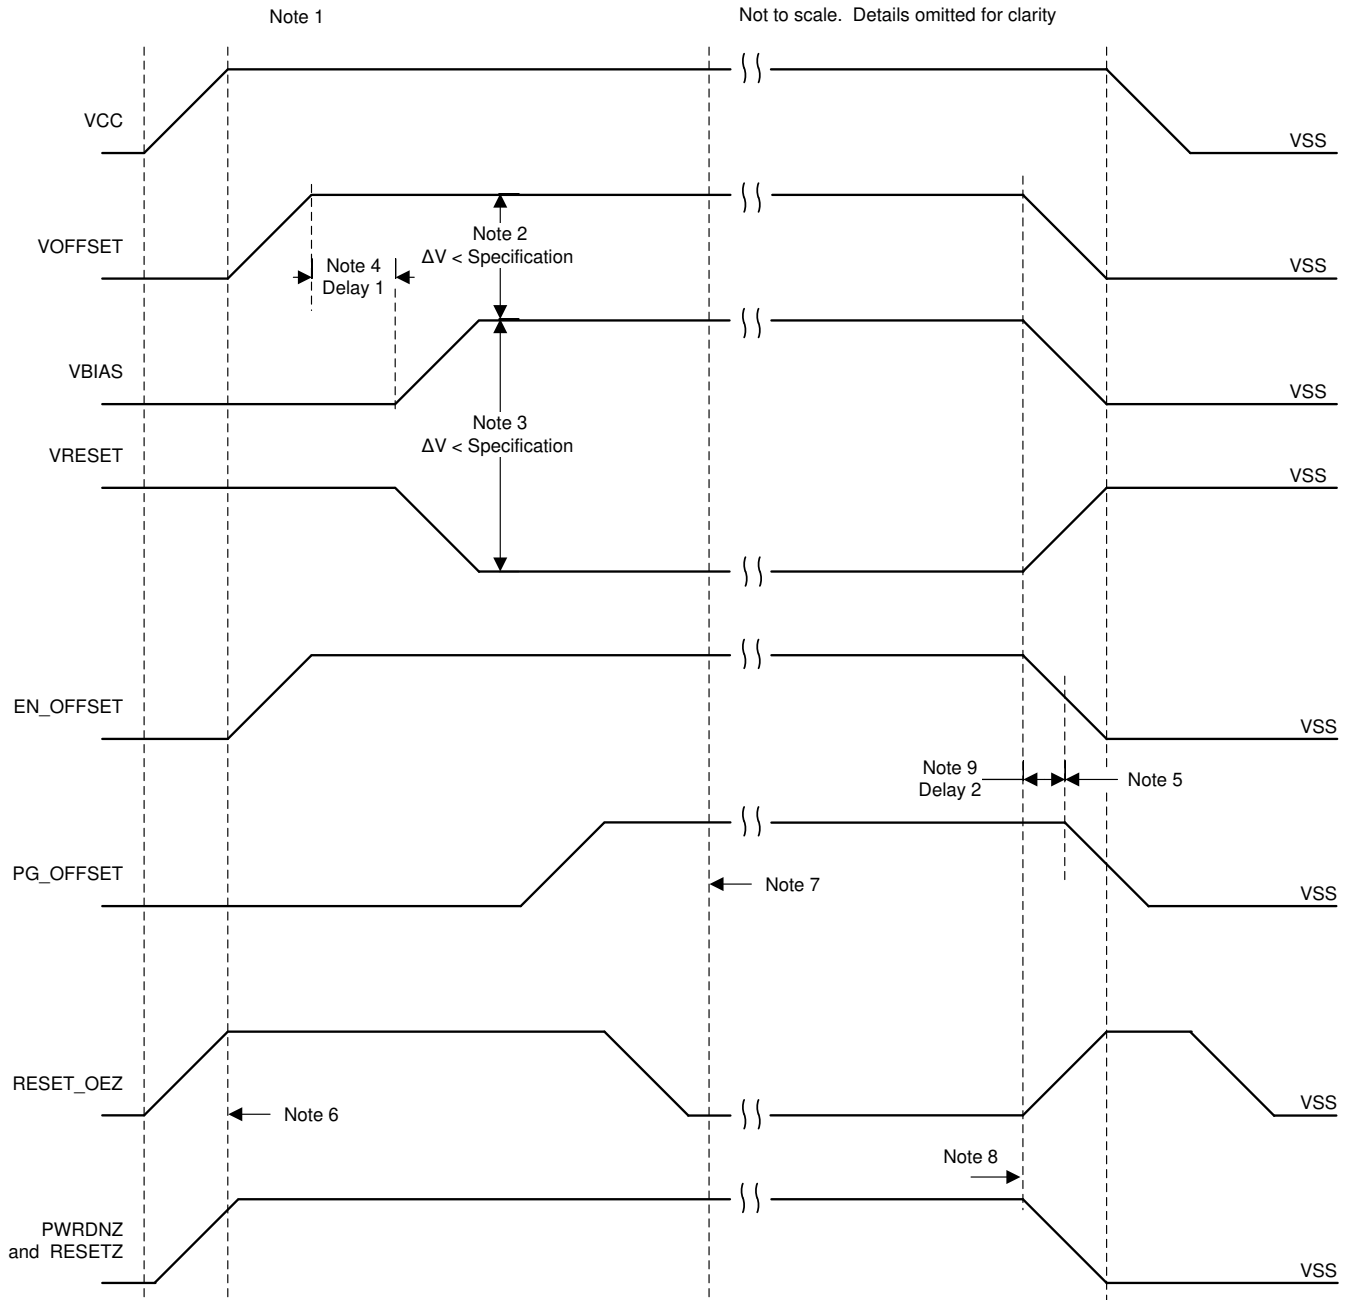 Note 1
Not to scale.  Details omitted for clarity
VCC
VSS
VOFFSET
Note 2
ΔV < Specification
Note 4
Delay 1
VSS
VBIAS
VSS
Note 3
ΔV < Specification
VRESET
VSS
EN_OFFSET
VSS
Note 9
Delay 2
Note 5
PG_OFFSET
Note 7
VSS
RESET_OEZ
VSS
Note 6
Note 8
PWRDNZ
and  RESETZ
VSS